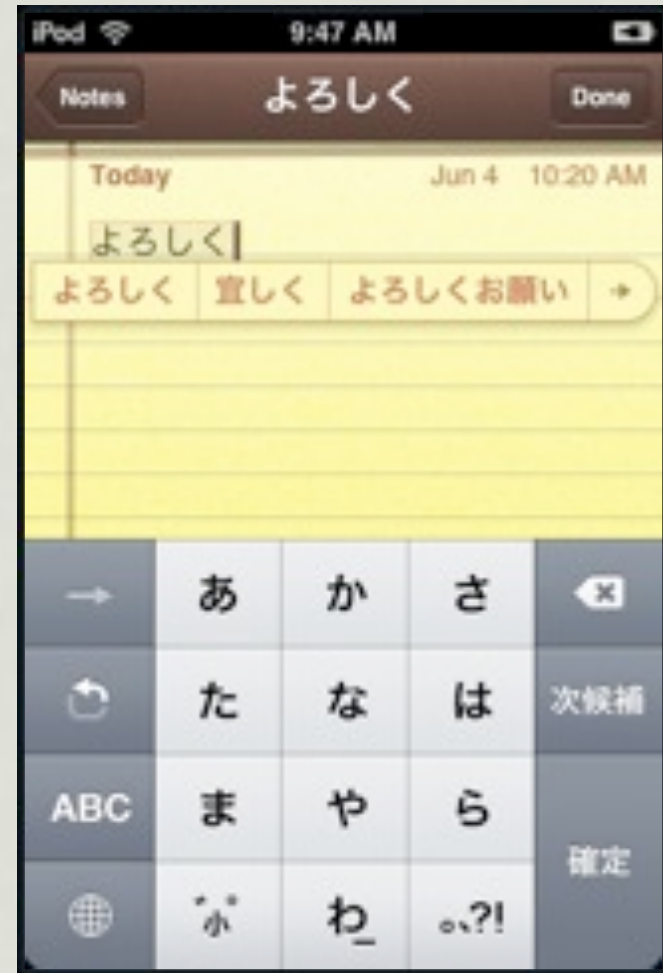 iPod 9:47 AM
Notes よろしく Done
Today Jun 4 10:20 AM
よろしく
よろしく 宜しく よろしくお願い →
→ あ か さ
た な は 次候補
ABC ま や ら 確定
゛゜小 わ_ 。、?!